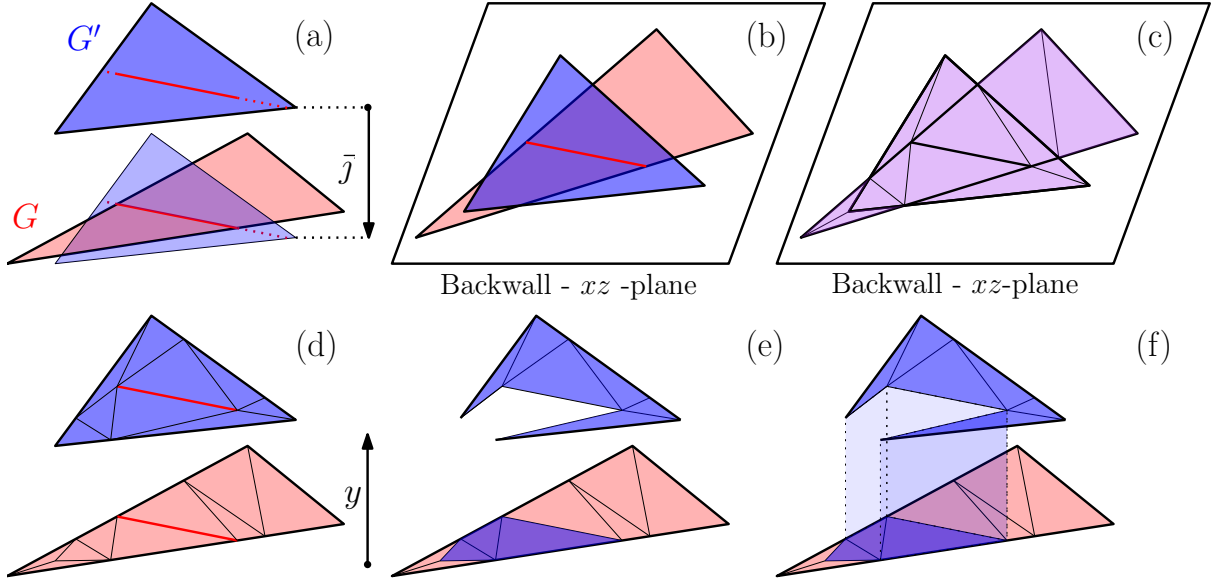 G′
(a)
(b)
(c)
j̄
G
Backwall - xz -plane
Backwall - xz-plane
(d)
(e)
(f)
y